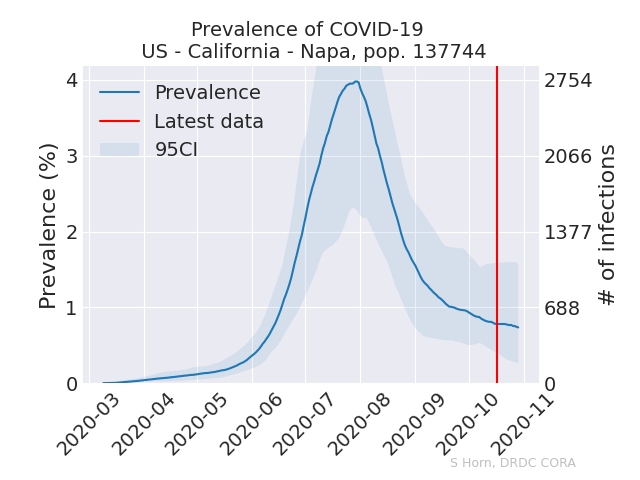 Prevalence of COVID-19
US - California - Napa, pop. 137744
Prevalence (%)
4
3
2
1
0
Prevalence
Latest data
95CI
2754
2066
1377
688
0
# of infections
2020-03
2020-04
2020-05
2020-06
2020-07
2020-08
2020-09
2020-10
2020-11
S Horn, DRDC CORA